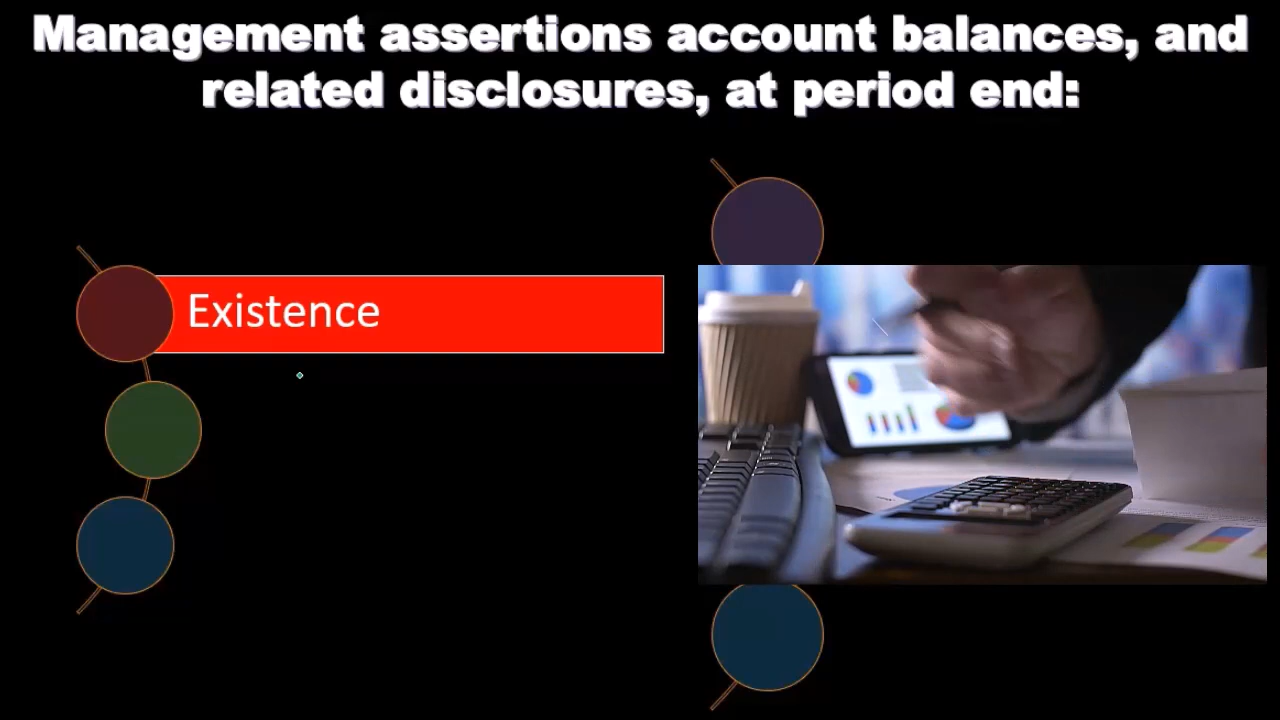 Management assertions account balances, and
related disclosures, at period end:
Existence